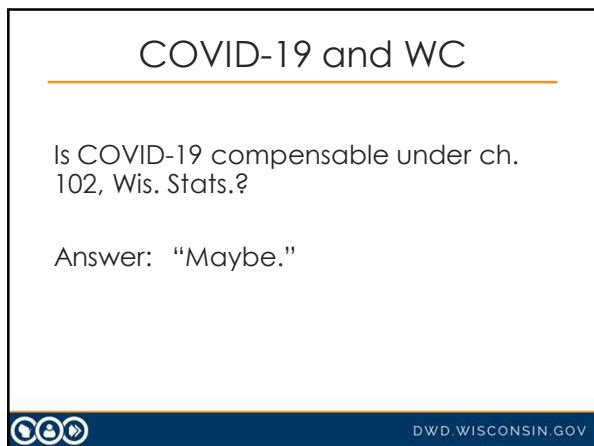 COVID-19 and WC
Is COVID-19 compensable under ch.
102, Wis. Stats.?
Answer: “Maybe.”
DWD.WISCONSIN.GOV